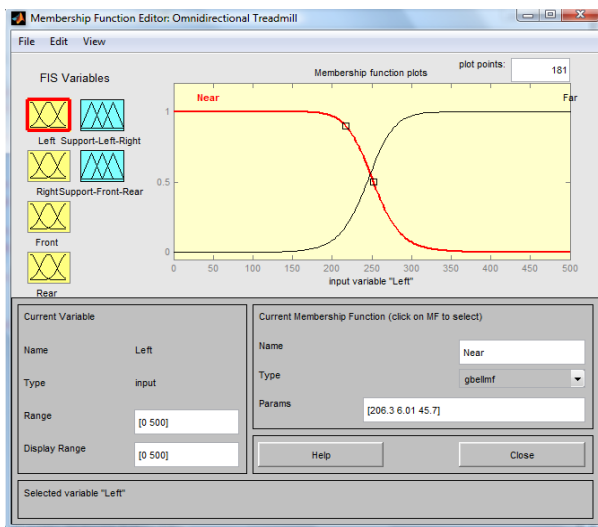 Membership Function Editor: Omnidirectional Treadmill
File Edit View
FIS Variables
Membership function plots
plot points:
181
Near
Far
Left Support-Left-Right
RightSupport-Front-Rear
Front
Rear
1
0.5
0
0 50 100 150 200 250 300 350 400 450 500
input variable "Left"
Current Variable
Name Left
Type input
Range [0 500]
Display Range [0 500]
Current Membership Function (click on MF to select)
Name Near
Type gbellmf
Params [206.3 6.01 45.7]
Help Close
Selected variable "Left"